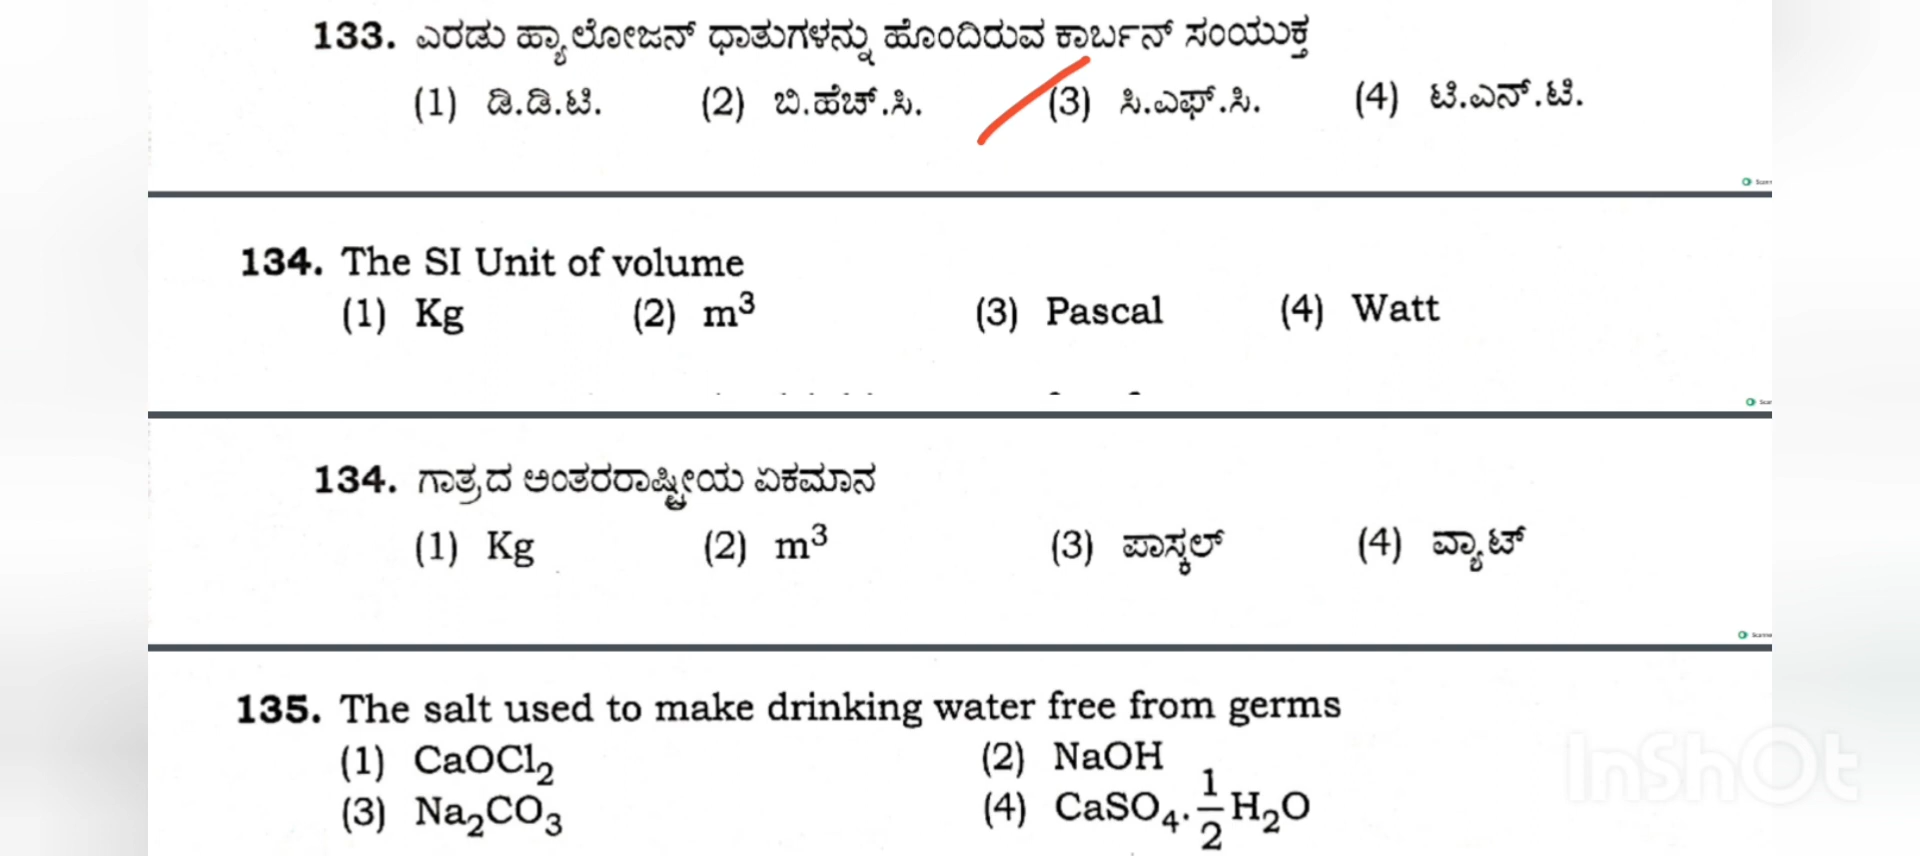 133. ಎರಡು ಹ್ಯಾಲೋಜನ್ ಧಾತುಗಳನ್ನು ಹೊಂದಿರುವ ಕಾರ್ಬನ್ ಸಂಯುಕ್ತ
(1) ಡಿ.ಡಿ.ಟಿ. (2) ಬಿ.ಹೆಚ್.ಸಿ. (3) ಸಿ.ಎಫ್.ಸಿ. (4) ಟಿ.ಎನ್.ಟಿ.
134. The SI Unit of volume
(1) Kg (2) m³ (3) Pascal (4) Watt
134. ಗಾತ್ರದ ಅಂತರರಾಷ್ಟ್ರೀಯ ಏಕಮಾನ
(1) Kg (2) m³ (3) ಪಾಸ್ಕಲ್ (4) ವ್ಯಾಟ್
135. The salt used to make drinking water free from germs
(1) CaOCl₂ (2) NaOH
(3) Na₂CO₃ (4) CaSO₄.½H₂O
InShOt